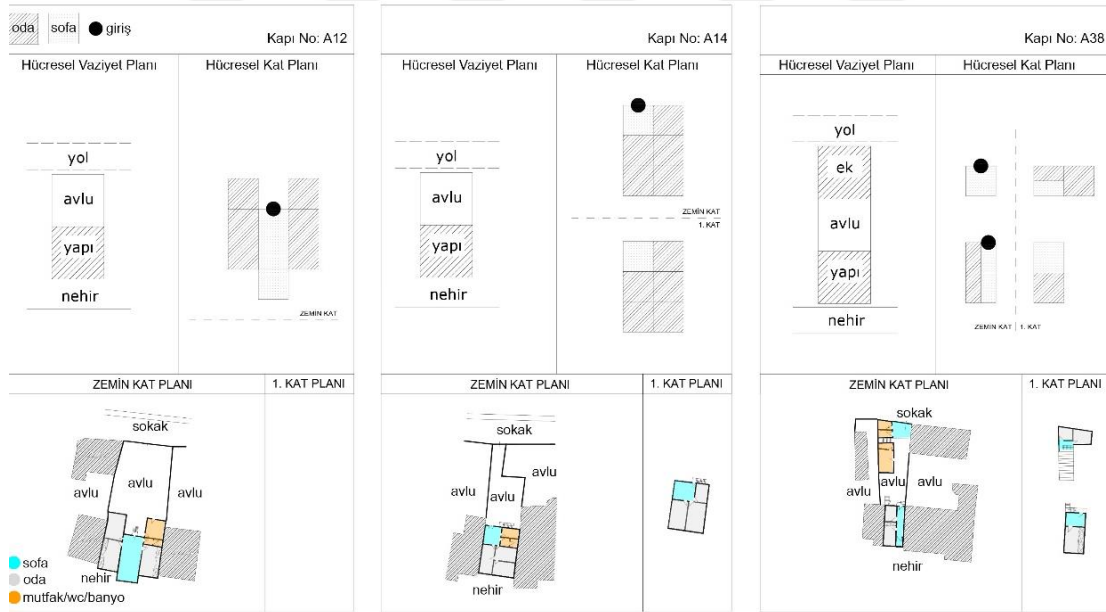 oda sofa giriş
Kapı No: A12
Hücresel Vaziyet Planı Hücresel Kat Planı
yol
avlu
yapı
nehir
ZEMİN KAT
ZEMİN KAT PLANI 1. KAT PLANI
sokak
avlu
avlu
avlu
nehir
sofa
oda
mutfak/wc/banyo
Kapı No: A14
Hücresel Vaziyet Planı Hücresel Kat Planı
yol
avlu
yapı
nehir
ZEMİN KAT
1. KAT
ZEMİN KAT PLANI 1. KAT PLANI
sokak
avlu
avlu
avlu
nehir
Kapı No: A38
Hücresel Vaziyet Planı Hücresel Kat Planı
yol
ek
avlu
yapı
nehir
ZEMİN KAT 1. KAT
ZEMİN KAT PLANI 1. KAT PLANI
sokak
avlu
avlu
avlu
nehir